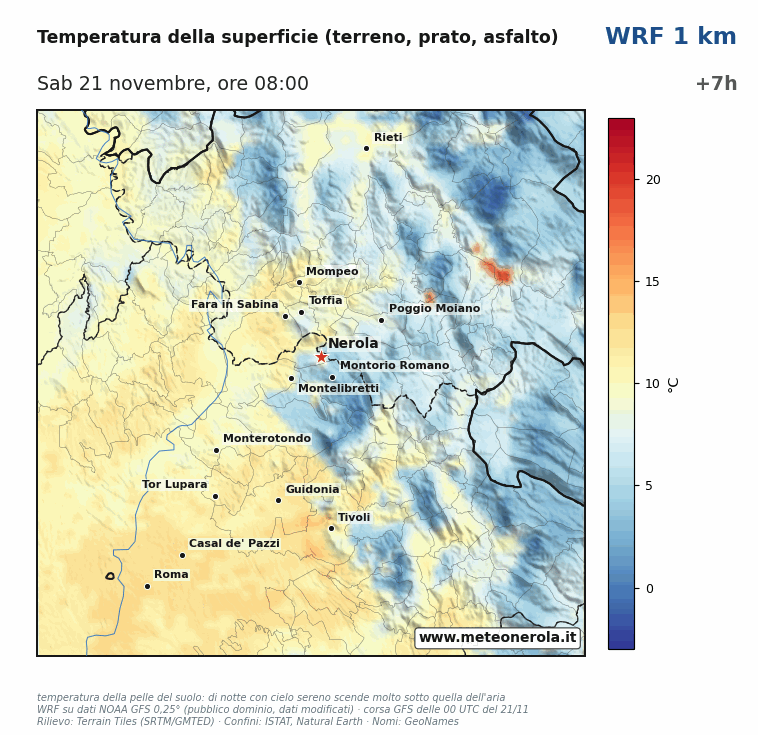 Temperatura della superficie (terreno, prato, asfalto)
WRF 1 km
Sab 21 novembre, ore 08:00
+7h
Rieti
Mompeo
Fara in Sabina
Toffia
Poggio Moiano
Nerola
Montorio Romano
Montelibretti
Monterotondo
Tor Lupara
Guidonia
Tivoli
Casal de' Pazzi
Roma
www.meteonerola.it
20
15
10
5
0
°C
temperatura della pelle del suolo: di notte con cielo sereno scende molto sotto quella dell'aria
WRF su dati NOAA GFS 0,25° (pubblico dominio, dati modificati) · corsa GFS delle 00 UTC del 21/11
Rilievo: Terrain Tiles (SRTM/GMTED) · Confini: ISTAT, Natural Earth · Nomi: GeoNames